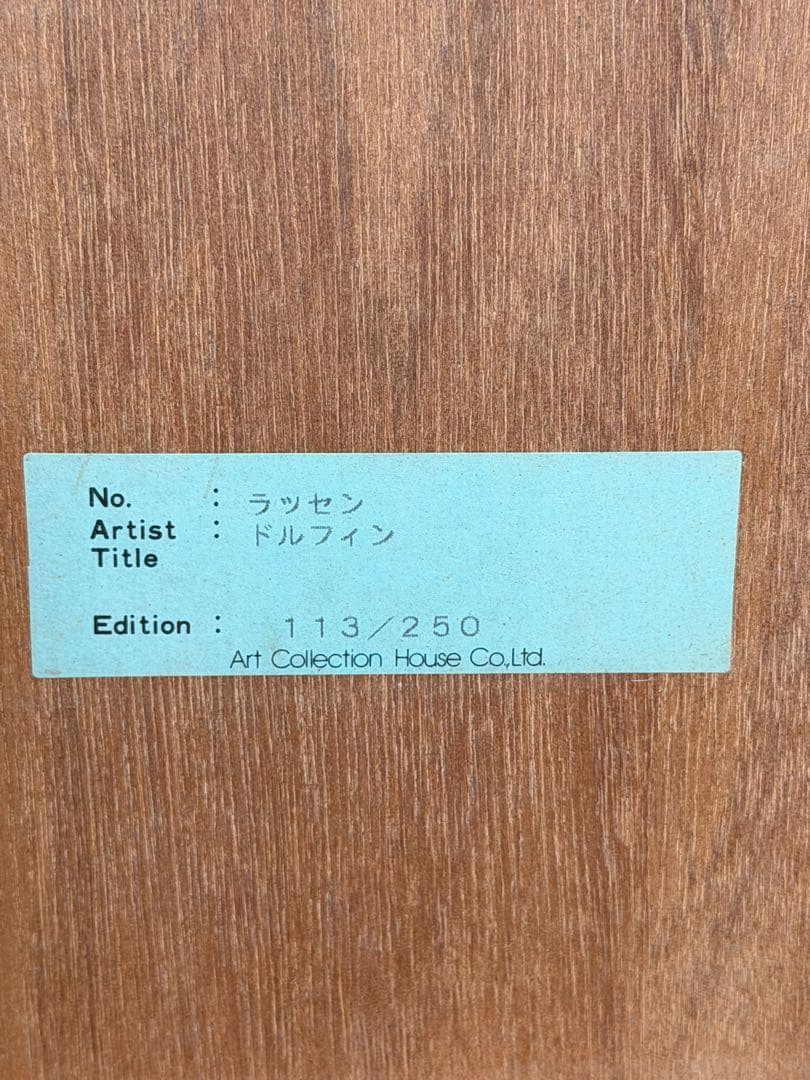 No. : ラッセン
Artist : ドルフィン
Title
Edition : 113/250
Art Collection House Co.,Ltd.